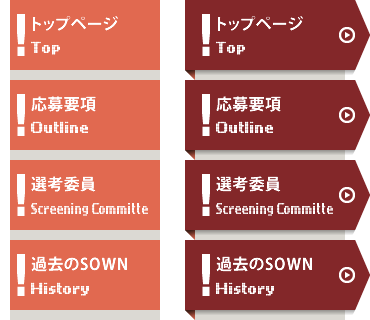 トップページ
Top
トップページ
Top
応募要項
Outline
応募要項
Outline
選考委員
Screening Committe
選考委員
Screening Committe
過去のSOWN
History
過去のSOWN
History